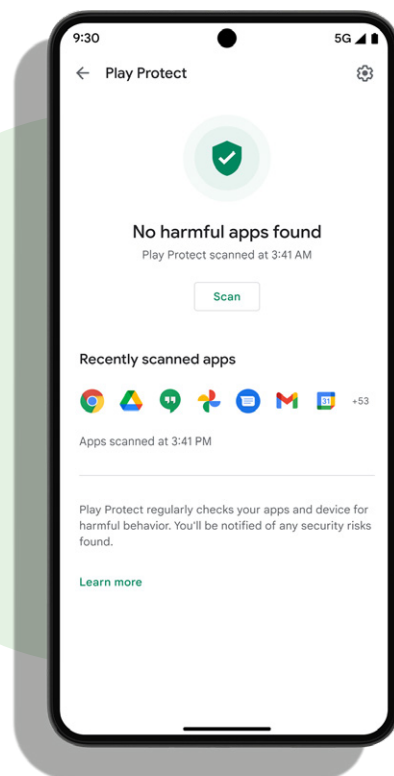 9:30
5G
Play Protect
No harmful apps found
Play Protect scanned at 3:41 AM
Scan
Recently scanned apps
31
+53
Apps scanned at 3:41 PM
Play Protect regularly checks your apps and device for
harmful behavior. You'll be notified of any security risks
found.
Learn more